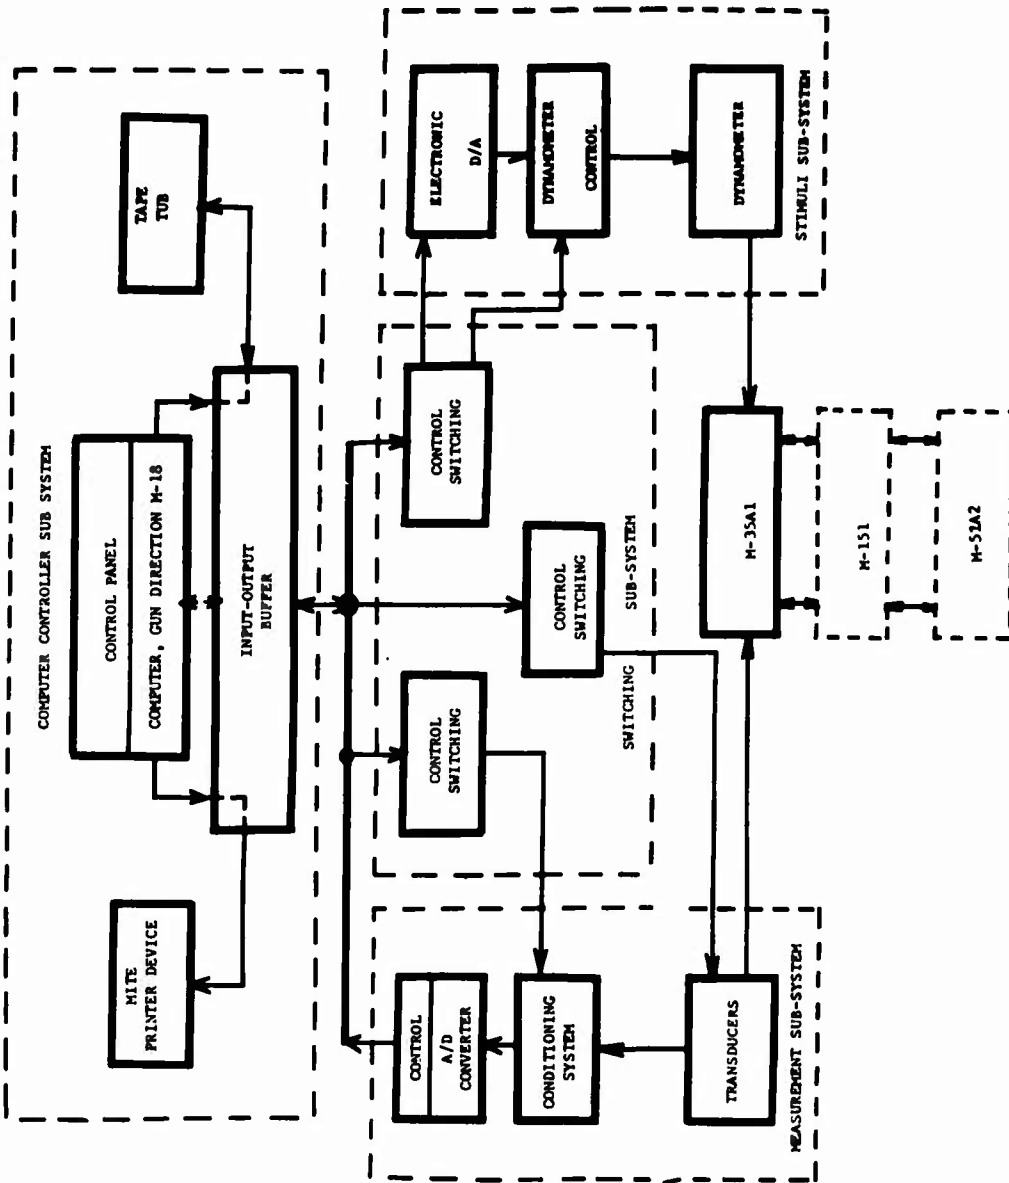 COMPUTER CONTROLLER SUB SYSTEM
MITE
PRINTER DEVICE
CONTROL PANEL
COMPUTER, GUN DIRECTION M-18
TAPE
TUB
INPUT-OUTPUT
BUFFER
CONTROL
A/D
CONVERTER
CONDITIONING
SYSTEM
TRANSDUCERS
MEASUREMENT SUB-SYSTEM
CONTROL
SWITCHING
CONTROL
SWITCHING
CONTROL
SWITCHING
SWITCHING SUB-SYSTEM
ELECTRONIC
D/A
DYNAMOMETER
CONTROL
DYNAMOMETER
STIMULI SUB-SYSTEM
M-35A1
M-151
M-52A2